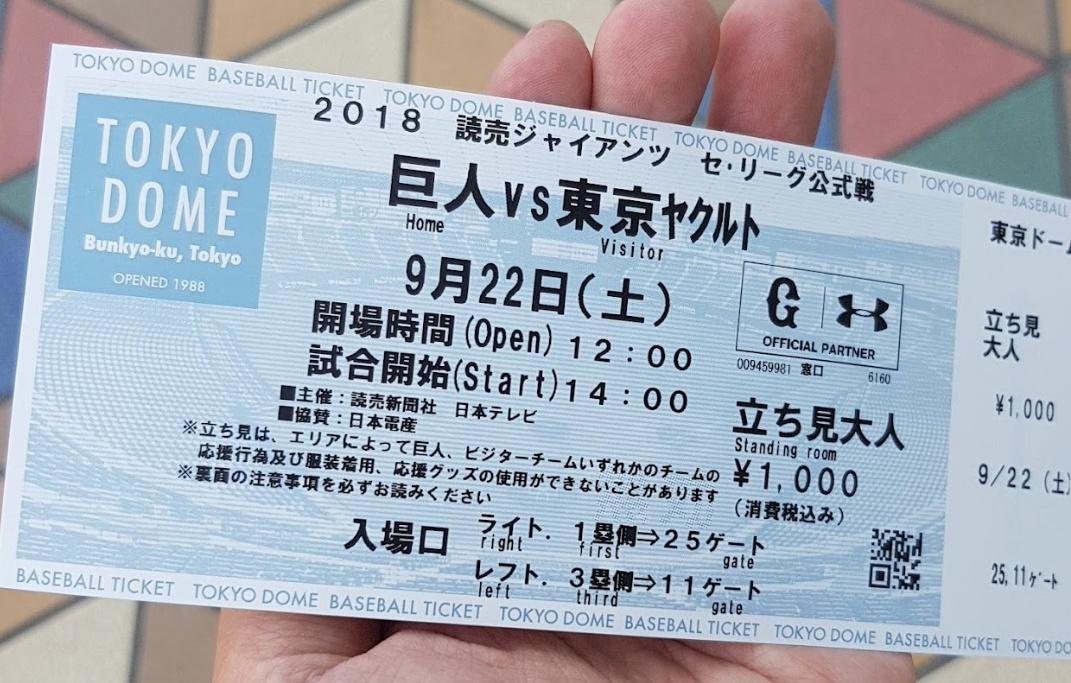 TOKYO DOME BASEBALL TICKET TOKYO DOME BASEBALL TICKET TOKYO DOME BASEBALL TICKET TOKYO DOME BASEBALL
TOKYO
DOME
Bunkyo-ku, Tokyo
OPENED 1988
2018 読売ジャイアンツ セ・リーグ公式戦
巨人vs東京ヤクルト
Home Visitor
9月22日(土)
開場時間(Open) 12:00
試合開始(Start) 14:00
■主催:読売新聞社 日本テレビ
■協賛:日本電産
※立ち見は、エリアによって巨人、ビジターチームいずれかのチームの
応援行為及び服装着用、応援グッズの使用ができないことがあります
※裏面の注意事項を必ずお読みください
G
OFFICIAL PARTNER
009459981 窓口 6160
立ち見大人
Standing room
¥1,000
(消費税込み)
入場口
ライト. 1塁側⇒25ゲート
right first gate
レフト. 3塁側⇒11ゲート
left third gate
東京ドーム
立ち見
大人
¥1,000
9/22(土)
25,11ゲート
BASEBALL TICKET TOKYO DOME BASEBALL TICKET TOKYO DOME BASEBALL TICKET TOKYO DOME BASEBALL TICKET